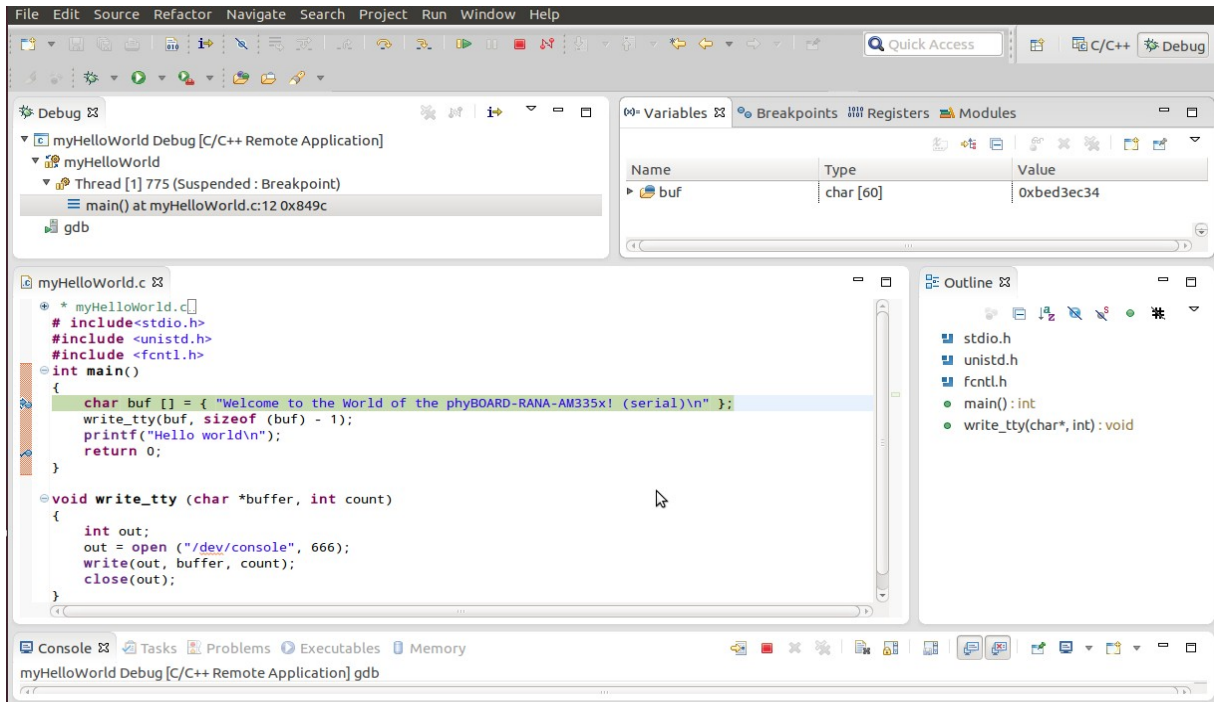 File Edit Source Refactor Navigate Search Project Run Window Help
Quick Access
C/C++
Debug
Debug
myHelloWorld Debug [C/C++ Remote Application]
myHelloWorld
Thread [1] 775 (Suspended : Breakpoint)
main() at myHelloWorld.c:12 0x849c
gdb
Variables Breakpoints Registers Modules
Name Type Value
buf char [60] 0xbed3ec34
myHelloWorld.c
* myHelloWorld.c
# include<stdio.h>
#include <unistd.h>
#include <fcntl.h>
int main()
{
char buf [] = { "Welcome to the World of the phyBOARD-RANA-AM335x! (serial)\n" };
write_tty(buf, sizeof (buf) - 1);
printf("Hello world\n");
return 0;
}
void write_tty (char *buffer, int count)
{
int out;
out = open ("/dev/console", 666);
write(out, buffer, count);
close(out);
}
Outline
stdio.h
unistd.h
fcntl.h
main() : int
write_tty(char*, int) : void
Console Tasks Problems Executables Memory
myHelloWorld Debug [C/C++ Remote Application] gdb